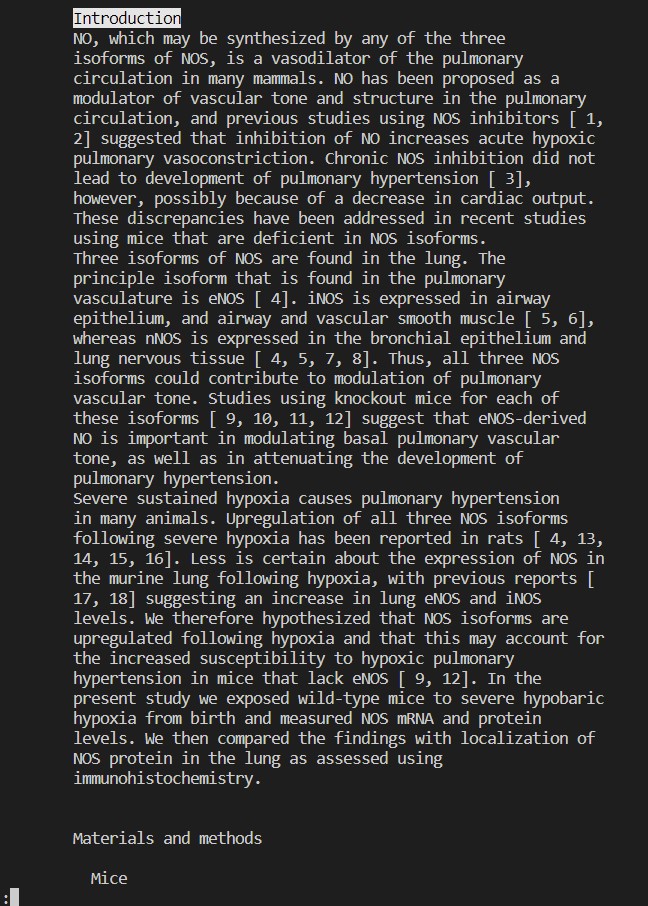 Introduction
NO, which may be synthesized by any of the three
isoforms of NOS, is a vasodilator of the pulmonary
circulation in many mammals. NO has been proposed as a
modulator of vascular tone and structure in the pulmonary
circulation, and previous studies using NOS inhibitors [ 1,
2] suggested that inhibition of NO increases acute hypoxic
pulmonary vasoconstriction. Chronic NOS inhibition did not
lead to development of pulmonary hypertension [ 3],
however, possibly because of a decrease in cardiac output.
These discrepancies have been addressed in recent studies
using mice that are deficient in NOS isoforms.
Three isoforms of NOS are found in the lung. The
principle isoform that is found in the pulmonary
vasculature is eNOS [ 4]. iNOS is expressed in airway
epithelium, and airway and vascular smooth muscle [ 5, 6],
whereas nNOS is expressed in the bronchial epithelium and
lung nervous tissue [ 4, 5, 7, 8]. Thus, all three NOS
isoforms could contribute to modulation of pulmonary
vascular tone. Studies using knockout mice for each of
these isoforms [ 9, 10, 11, 12] suggest that eNOS-derived
NO is important in modulating basal pulmonary vascular
tone, as well as in attenuating the development of
pulmonary hypertension.
Severe sustained hypoxia causes pulmonary hypertension
in many animals. Upregulation of all three NOS isoforms
following severe hypoxia has been reported in rats [ 4, 13,
14, 15, 16]. Less is certain about the expression of NOS in
the murine lung following hypoxia, with previous reports [
17, 18] suggesting an increase in lung eNOS and iNOS
levels. We therefore hypothesized that NOS isoforms are
upregulated following hypoxia and that this may account for
the increased susceptibility to hypoxic pulmonary
hypertension in mice that lack eNOS [ 9, 12]. In the
present study we exposed wild-type mice to severe hypobaric
hypoxia from birth and measured NOS mRNA and protein
levels. We then compared the findings with localization of
NOS protein in the lung as assessed using
immunohistochemistry.
Materials and methods
Mice
: